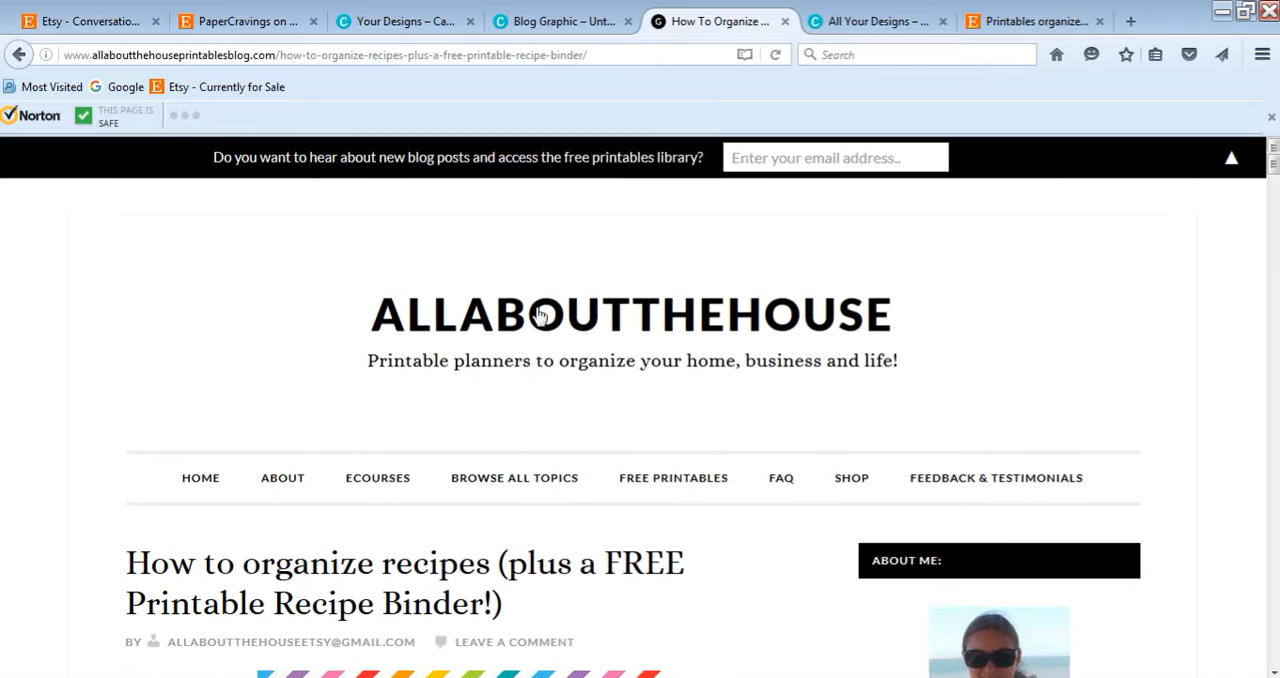 Etsy - Conversatio...
PaperCravings on ...
Your Designs – Ca...
Blog Graphic – Unt...
How To Organize ...
All Your Designs – ...
Printables organize...
www.allaboutthehouseprintablesblog.com/how-to-organize-recipes-plus-a-free-printable-recipe-binder/
Search
Most Visited
Google
Etsy - Currently for Sale
Norton
THIS PAGE IS
SAFE
Do you want to hear about new blog posts and access the free printables library?
Enter your email address..
ALLABOUTTHEHOUSE
Printable planners to organize your home, business and life!
HOME
ABOUT
ECOURSES
BROWSE ALL TOPICS
FREE PRINTABLES
FAQ
SHOP
FEEDBACK & TESTIMONIALS
How to organize recipes (plus a FREE
Printable Recipe Binder!)
BY ALLABOUTTHEHOUSEETSY@GMAIL.COM LEAVE A COMMENT
ABOUT ME: